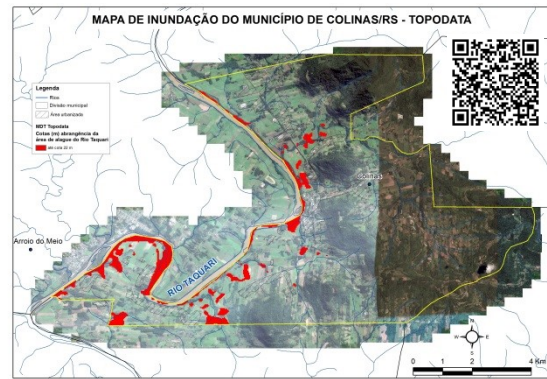 MAPA DE INUNDAÇÃO DO MUNICÍPIO DE COLINAS/RS - TOPODATA
Legenda
Rios
Divisão municipal
Área urbanizada
MDT Topodata
Cotas (m) abrangência da
área de alague do Rio Taquari
Colinas
Arroio do Meio
RIO TAQUARI
N
W
E
S
0 1 2 4 Km